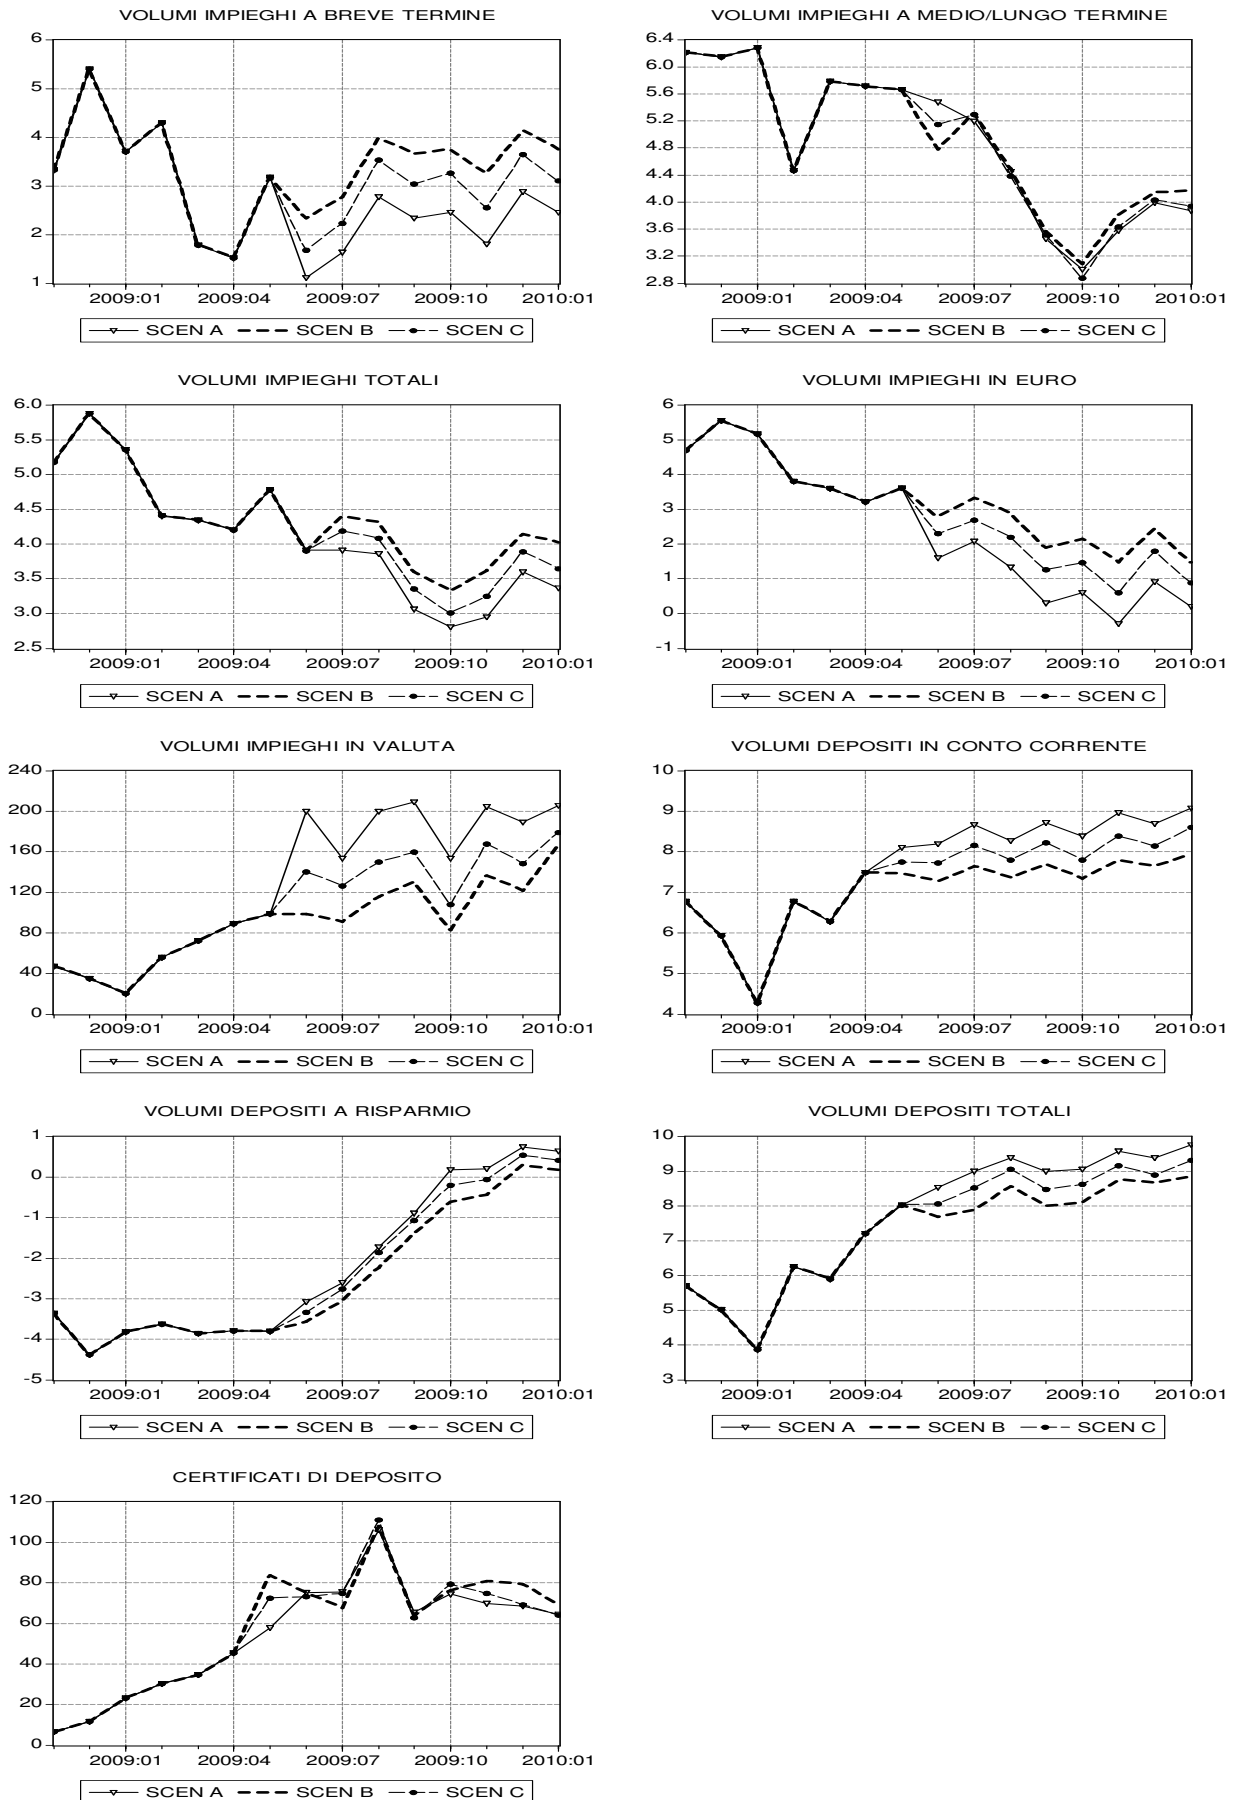 VOLUMI IMPIEGHI A BREVE TERMINE
6
5
4
3
2
1
2009:01 2009:04 2009:07 2009:10 2010:01
SCEN A SCEN B SCEN C
VOLUMI IMPIEGHI A MEDIO/LUNGO TERMINE
6.4
6.0
5.6
5.2
4.8
4.4
4.0
3.6
3.2
2.8
2009:01 2009:04 2009:07 2009:10 2010:01
SCEN A SCEN B SCEN C
VOLUMI IMPIEGHI TOTALI
6.0
5.5
5.0
4.5
4.0
3.5
3.0
2.5
2009:01 2009:04 2009:07 2009:10 2010:01
SCEN A SCEN B SCEN C
VOLUMI IMPIEGHI IN EURO
6
5
4
3
2
1
0
-1
2009:01 2009:04 2009:07 2009:10 2010:01
SCEN A SCEN B SCEN C
VOLUMI IMPIEGHI IN VALUTA
240
200
160
120
80
40
0
2009:01 2009:04 2009:07 2009:10 2010:01
SCEN A SCEN B SCEN C
VOLUMI DEPOSITI IN CONTO CORRENTE
10
9
8
7
6
5
4
2009:01 2009:04 2009:07 2009:10 2010:01
SCEN A SCEN B SCEN C
VOLUMI DEPOSITI A RISPARMIO
1
0
-1
-2
-3
-4
-5
2009:01 2009:04 2009:07 2009:10 2010:01
SCEN A SCEN B SCEN C
VOLUMI DEPOSITI TOTALI
10
9
8
7
6
5
4
3
2009:01 2009:04 2009:07 2009:10 2010:01
SCEN A SCEN B SCEN C
CERTIFICATI DI DEPOSITO
120
100
80
60
40
20
0
2009:01 2009:04 2009:07 2009:10 2010:01
SCEN A SCEN B SCEN C